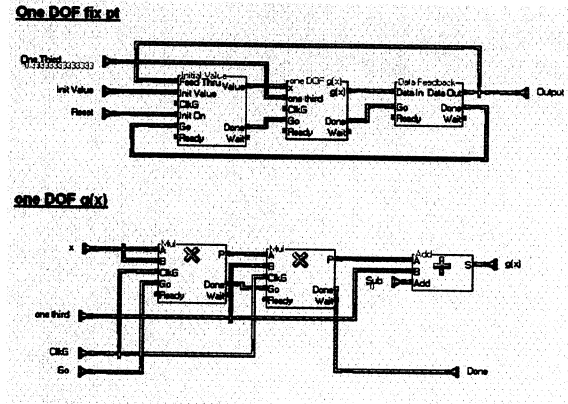 One DOF fix pt
One Third
0.333333333333
Init Value
Reset
Initial Value
Feed Thru Value
Init Value
ClkG
Init On
Go Done
Ready Wait
one DOF g(x)
x g(x)
one third
ClkG
Go Done
Ready Wait
Data Feedback
Data In Data Out
Go Done
Ready Wait
Output
one DOF g(x)
x
one third
ClkG
Go
Mul
A P
B
ClkG
Go Done
Ready Wait
Mul
A P
B
ClkG
Go Done
Ready Wait
Sub
Add
A S
B
Add
g(x)
Done